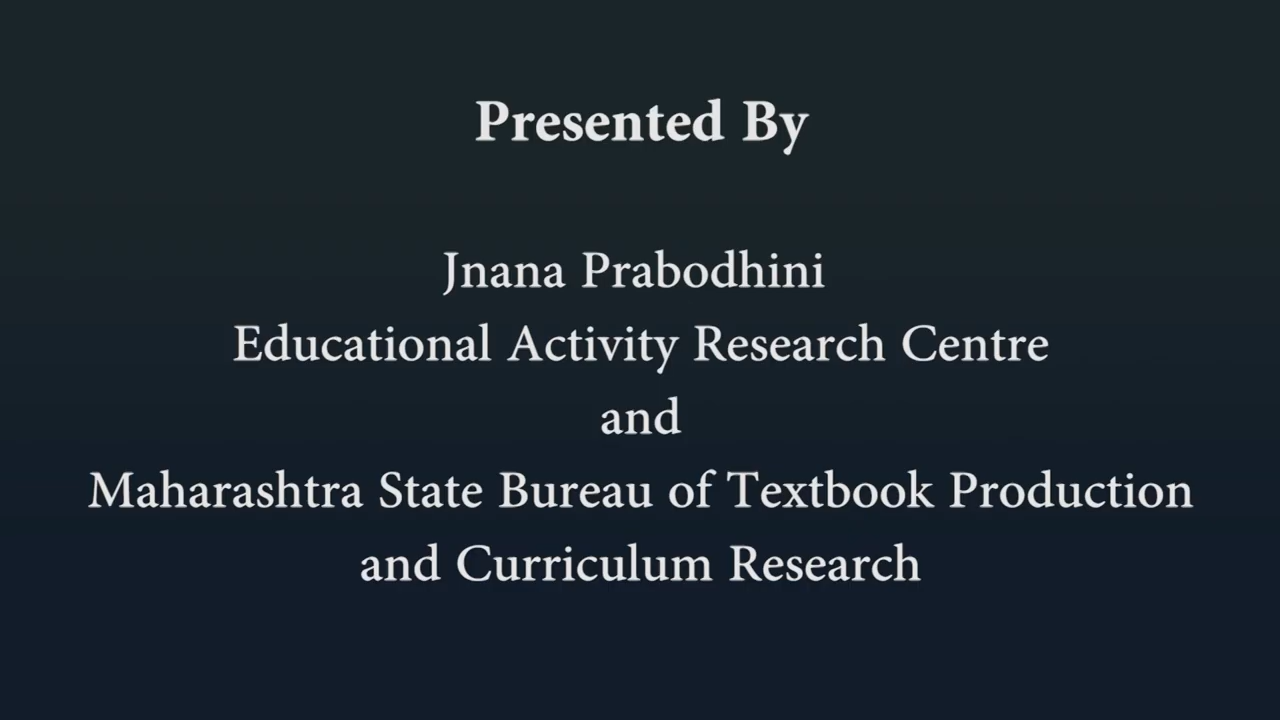 Presented By
Jnana Prabodhini
Educational Activity Research Centre
and
Maharashtra State Bureau of Textbook Production
and Curriculum Research